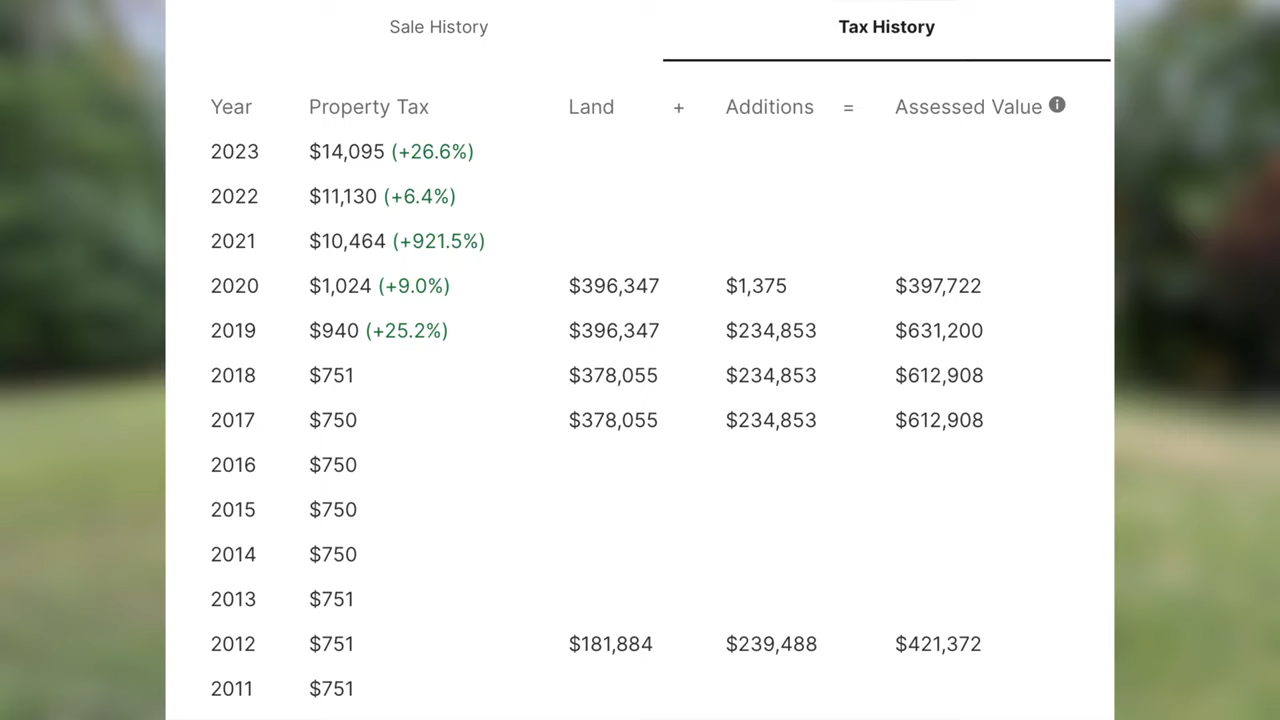 Sale History Tax History
Year Property Tax Land + Additions = Assessed Value
2023 $14,095 (+26.6%)
2022 $11,130 (+6.4%)
2021 $10,464 (+921.5%)
2020 $1,024 (+9.0%) $396,347 $1,375 $397,722
2019 $940 (+25.2%) $396,347 $234,853 $631,200
2018 $751 $378,055 $234,853 $612,908
2017 $750 $378,055 $234,853 $612,908
2016 $750
2015 $750
2014 $750
2013 $751
2012 $751 $181,884 $239,488 $421,372
2011 $751